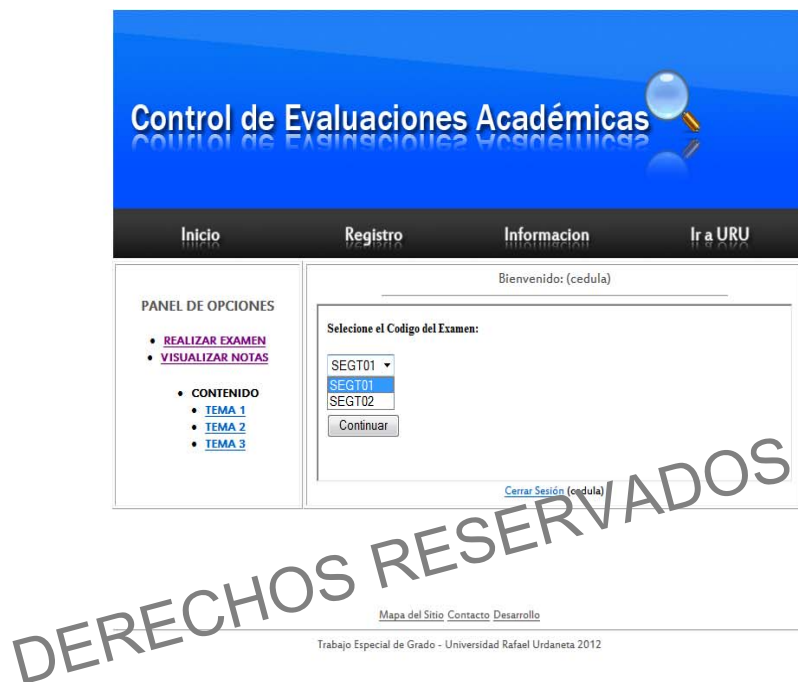 Control de Evaluaciones Académicas
Inicio Registro Informacion Ir a URU
PANEL DE OPCIONES
REALIZAR EXAMEN
VISUALIZAR NOTAS
CONTENIDO
TEMA 1
TEMA 2
TEMA 3
Bienvenido: (cedula)
Selecione el Codigo del Examen:
SEGT01
SEGT01
SEGT02
Continuar
Cerrar Sesión (cedula)
DERECHOS RESERVADOS
Mapa del Sitio Contacto Desarrollo
Trabajo Especial de Grado - Universidad Rafael Urdaneta 2012